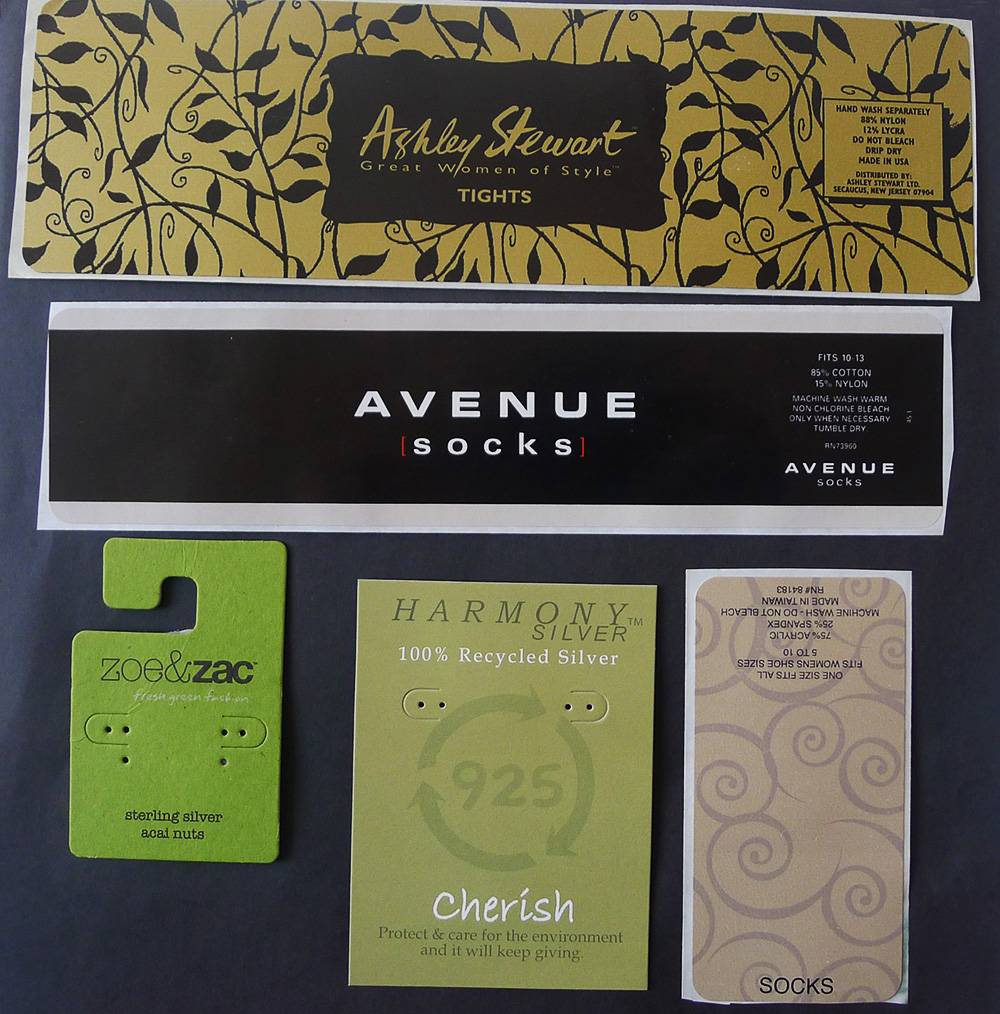 Ashley Stewart
Great Women of Style™
TIGHTS
HAND WASH SEPARATELY
88% NYLON
12% LYCRA
DO NOT BLEACH
DRIP DRY
MADE IN USA
DISTRIBUTED BY:
ASHLEY STEWART LTD.
SECAUCUS, NEW JERSEY 07904
AVENUE
[socks]
FITS 10-13
85% COTTON
15% NYLON
MACHINE WASH WARM
NON CHLORINE BLEACH
ONLY WHEN NECESSARY
TUMBLE DRY
RN73960
AVENUE
socks
zoe&zac™
fresh green fashion
sterling silver
acai nuts
HARMONY™
SILVER
100% Recycled Silver
925
Cherish
Protect & care for the environment
and it will keep giving.
ONE SIZE FITS ALL
FITS WOMENS SHOE SIZES
5 TO 10
75% ACRYLIC
25% SPANDEX
MACHINE WASH - DO NOT BLEACH
MADE IN TAIWAN
RN# 84183
SOCKS